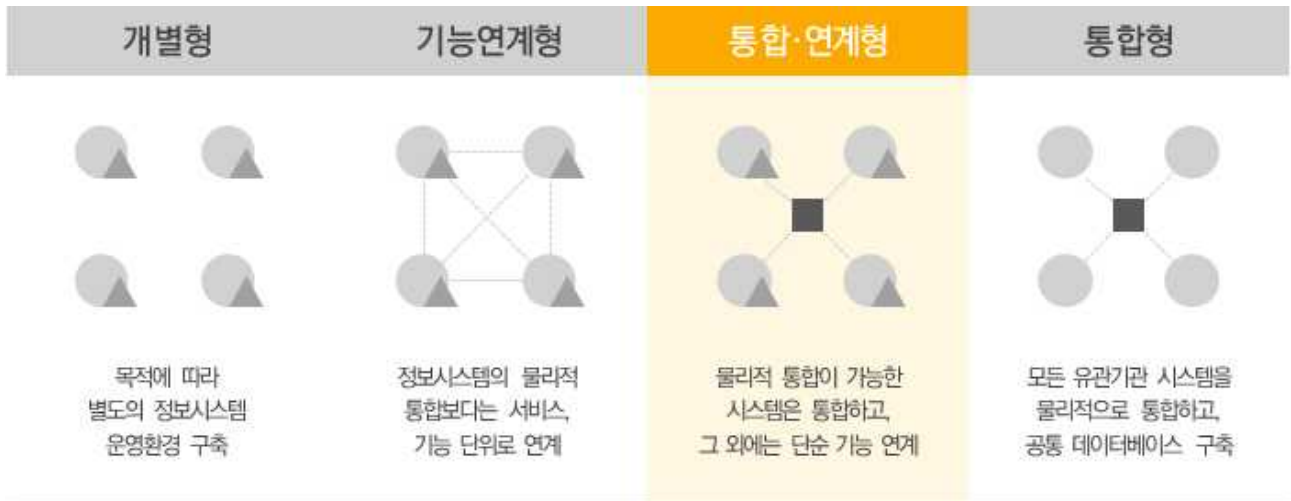 개별형
기능연계형
통합·연계형
통합형
목적에 따라
별도의 정보시스템
운영환경 구축
정보시스템의 물리적
통합보다는 서비스,
기능 단위로 연계
물리적 통합이 가능한
시스템은 통합하고,
그 외에는 단순 기능 연계
모든 유관기관 시스템을
물리적으로 통합하고,
공통 데이터베이스 구축